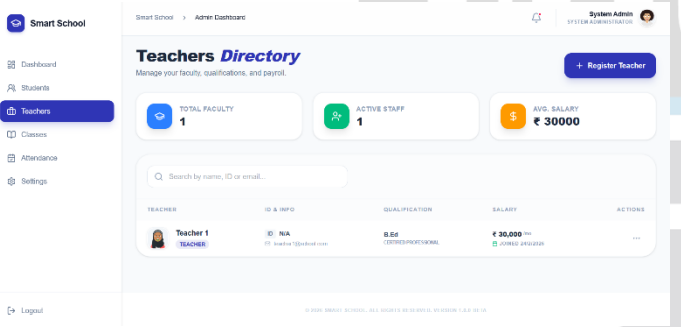 Smart School
Smart School > Admin Dashboard
System Admin
SYSTEM ADMINISTRATOR
Dashboard
Students
Teachers
Classes
Attendance
Settings
Logout
Teachers Directory
Manage your faculty, qualifications, and payroll.
+ Register Teacher
TOTAL FACULTY
1
ACTIVE STAFF
1
AVG. SALARY
₹ 30000
Search by name, ID or email...
TEACHER ID & INFO QUALIFICATION SALARY ACTIONS
Teacher 1
TEACHER
ID N/A
B.Ed
CERTIFIED PROFESSIONAL
₹ 30,000
JOINED